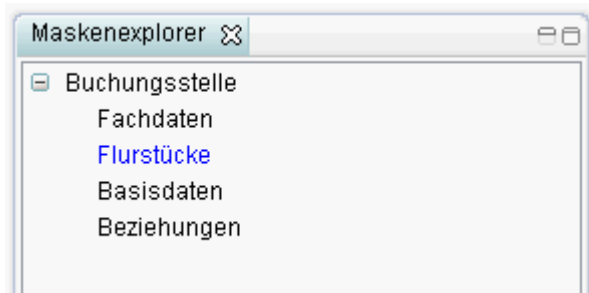 Maskenexplorer
Buchungsstelle
Fachdaten
Flurstücke
Basisdaten
Beziehungen